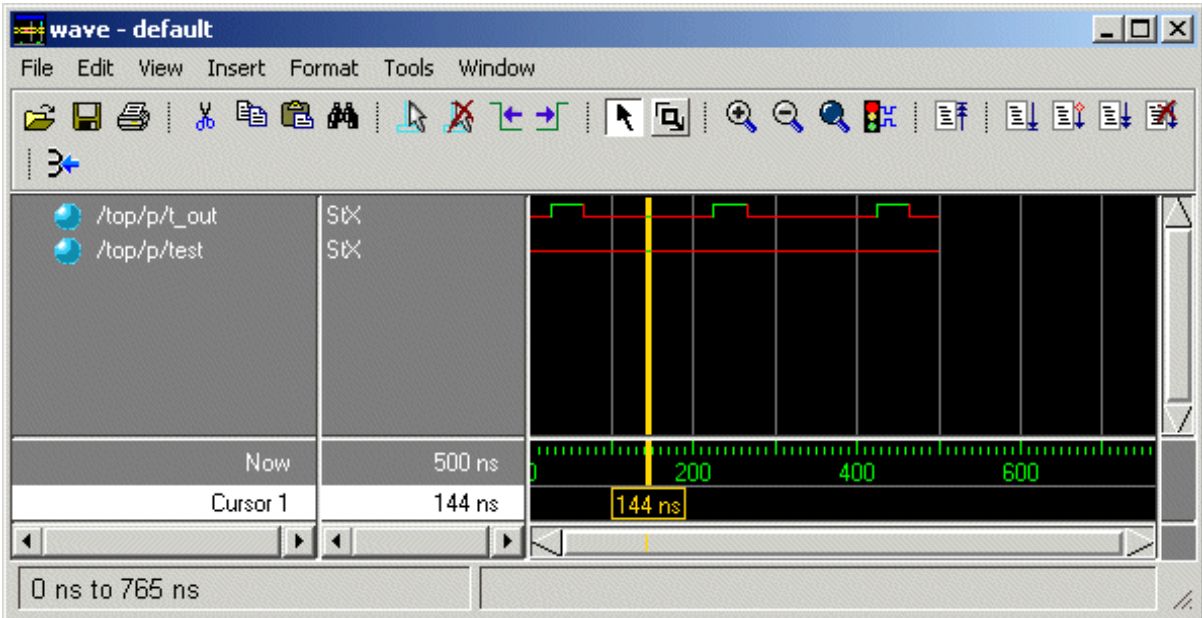 wave - default
File Edit View Insert Format Tools Window
/top/p/t_out StX
/top/p/test StX
Now 500 ns 0 200 400 600
Cursor 1 144 ns 144 ns
0 ns to 765 ns